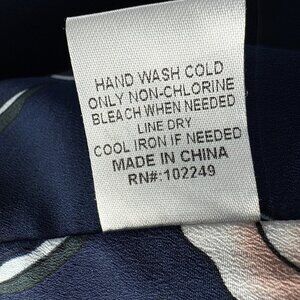 HAND WASH COLD
ONLY NON-CHLORINE
BLEACH WHEN NEEDED
LINE DRY
COOL IRON IF NEEDED
MADE IN CHINA
RN#:102249